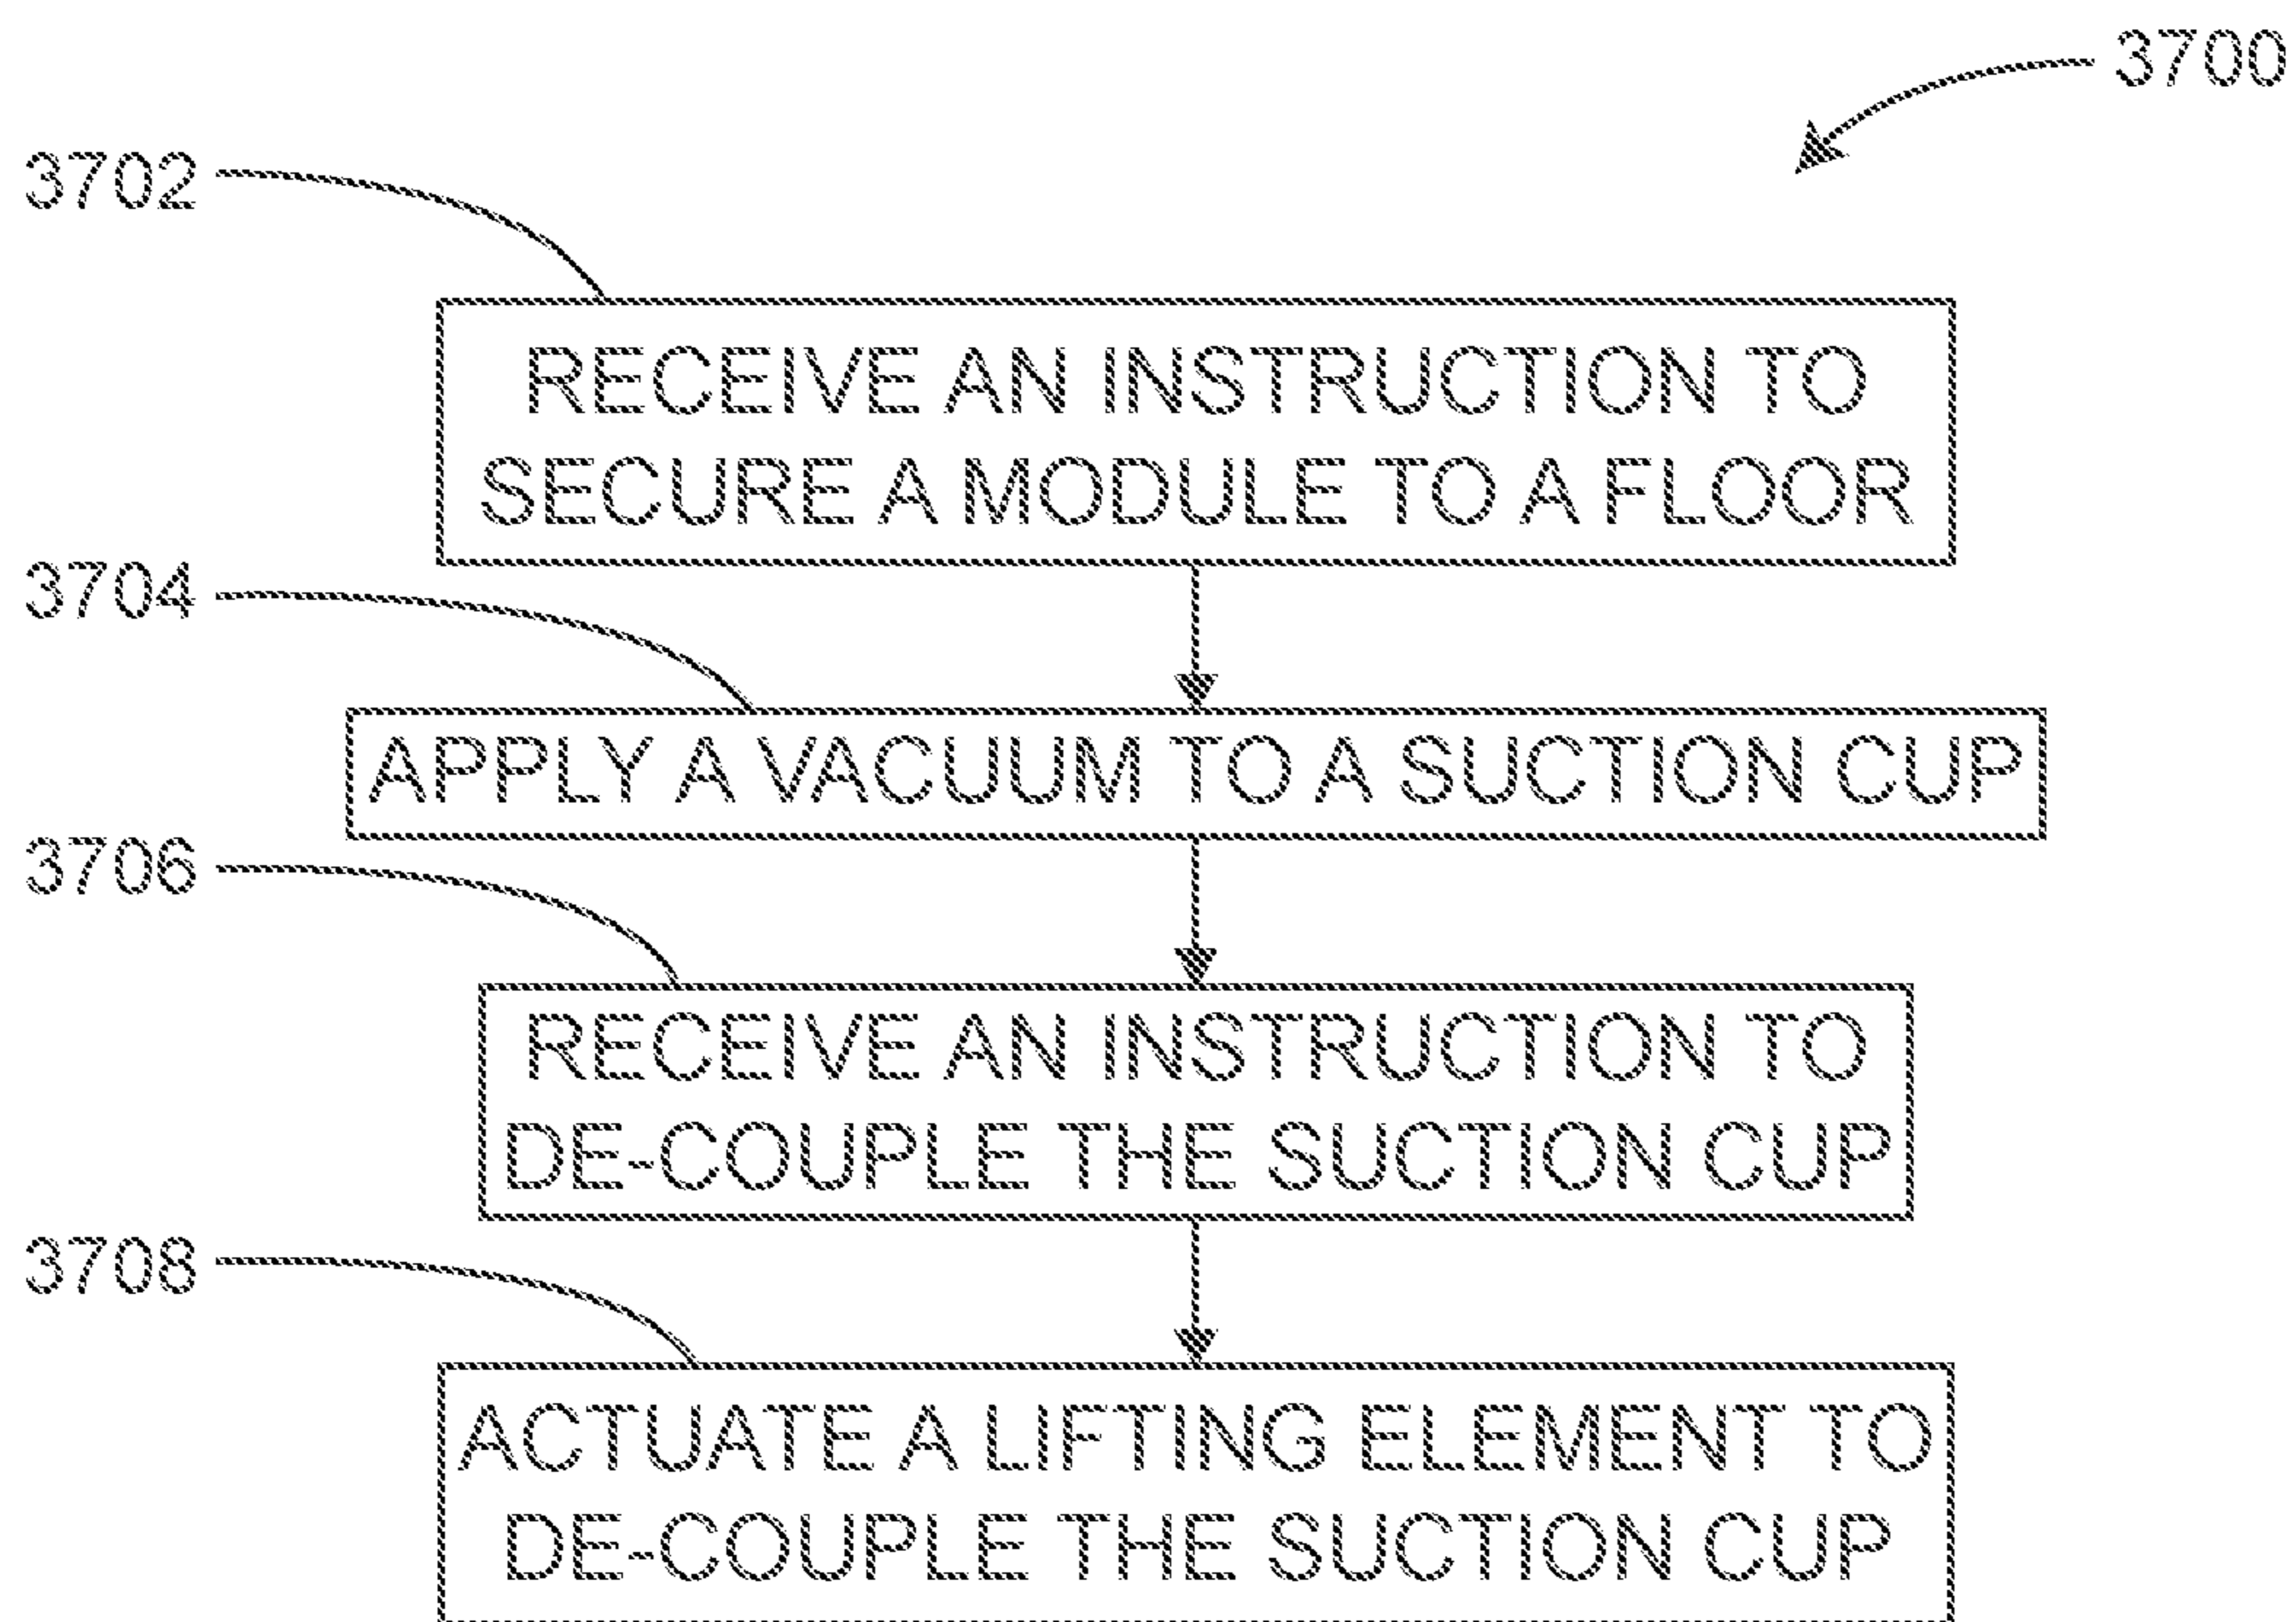 3700
3702
RECEIVE AN INSTRUCTION TO
SECURE A MODULE TO A FLOOR
3704
APPLY A VACUUM TO A SUCTION CUP
3706
RECEIVE AN INSTRUCTION TO
DE-COUPLE THE SUCTION CUP
3708
ACTUATE A LIFTING ELEMENT TO
DE-COUPLE THE SUCTION CUP